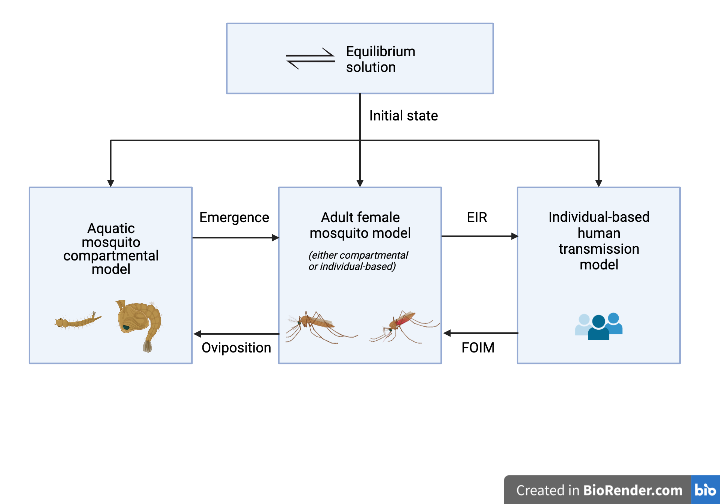 Equilibrium
solution
Initial state
Aquatic
mosquito
compartmental
model
Emergence
Oviposition
Adult female
mosquito model
(either compartmental
or individual-based)
EIR
FOIM
Individual-based
human
transmission
model
Created in BioRender.com bio